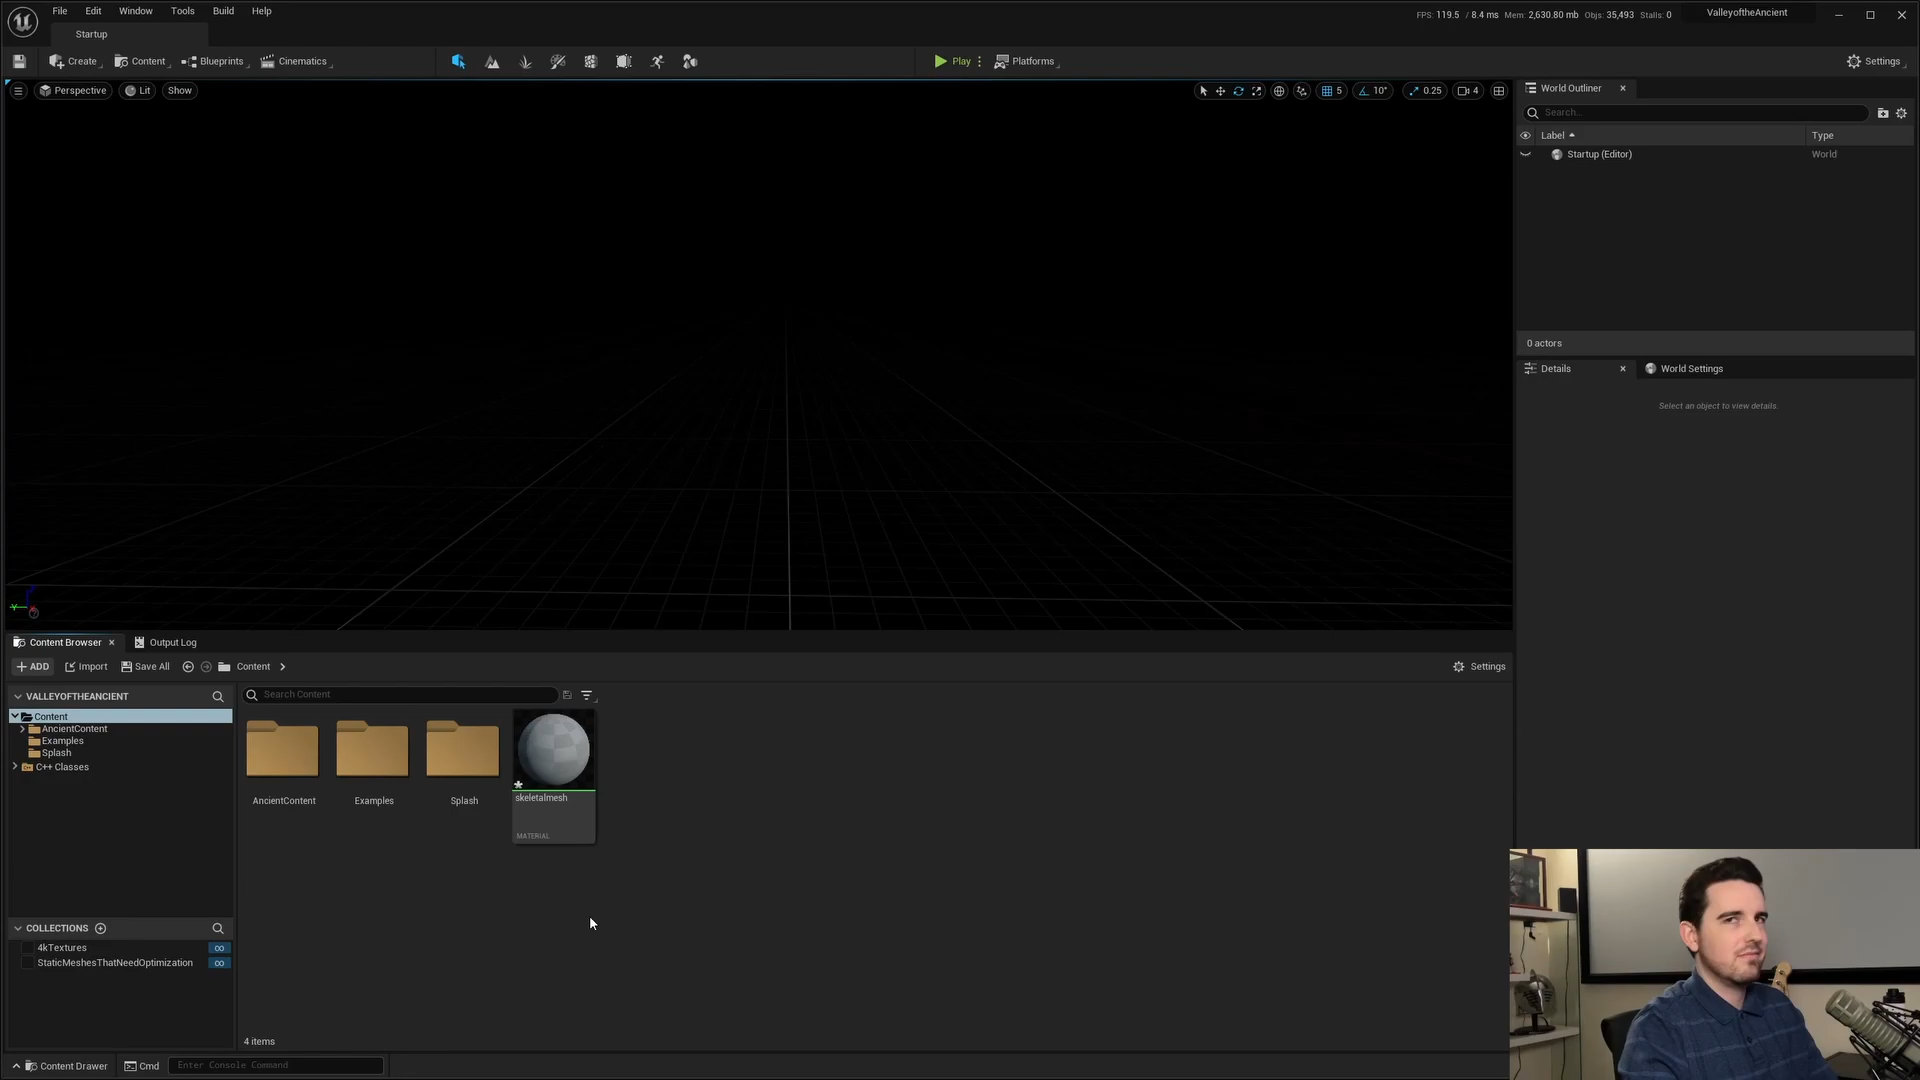 File Edit Window Tools Build Help
FPS: 119.5 / 8.4 ms Mem: 2,630.80 mb Objs: 35,493 Stalls: 0
ValleyoftheAncient
Startup
Create Content Blueprints Cinematics Play Platforms Settings
Perspective Lit Show 5 10° 0.25 4
World Outliner
Search...
Label Type
Startup (Editor) World
0 actors
Details World Settings
Select an object to view details.
Content Browser Output Log
ADD Import Save All Content Settings
VALLEYOFTHEANCIENT
Search Content
Content
AncientContent
Examples
Splash
C++ Classes
AncientContent Examples Splash skeletalmesh
MATERIAL
COLLECTIONS
4kTextures
StaticMeshesThatNeedOptimization
4 items
Content Drawer Cmd Enter Console Command